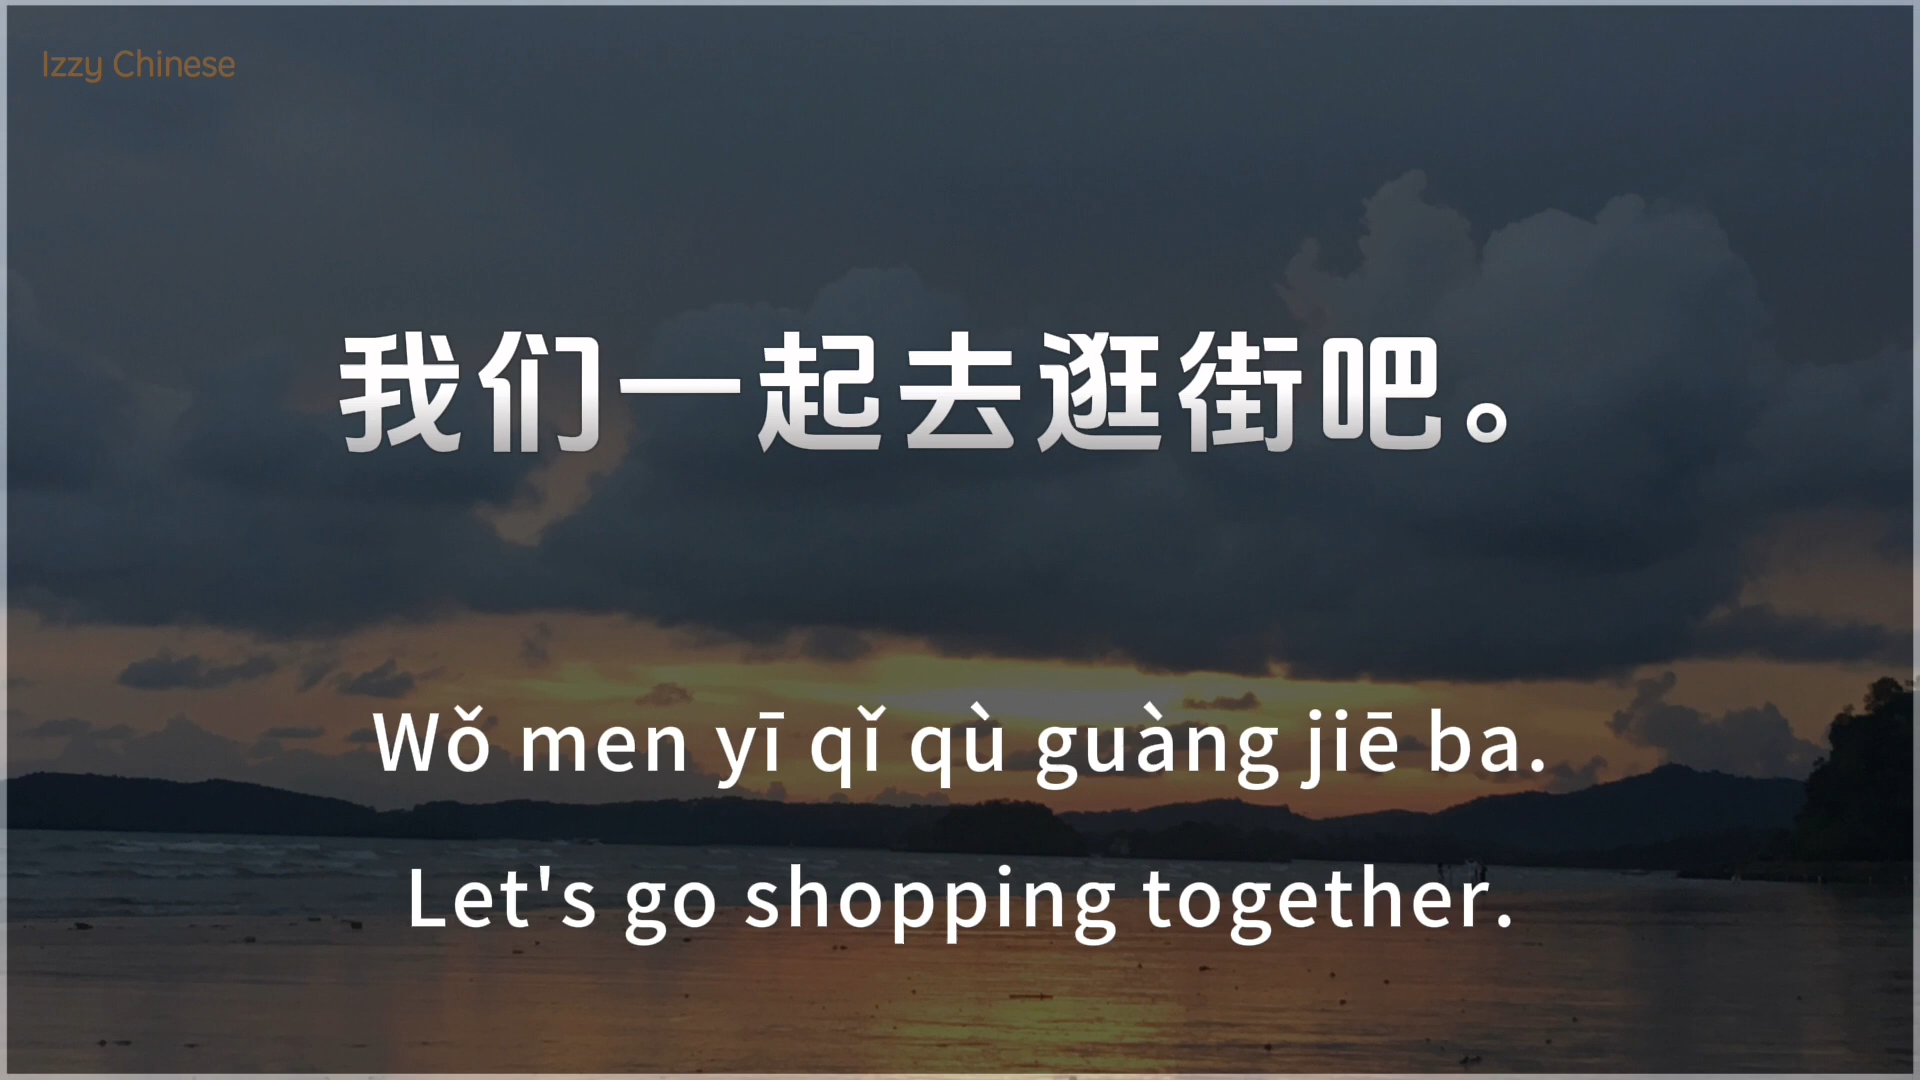 Izzy Chinese
我们一起去逛街吧。
Wǒ men yī qǐ qù guàng jiē ba.
Let's go shopping together.